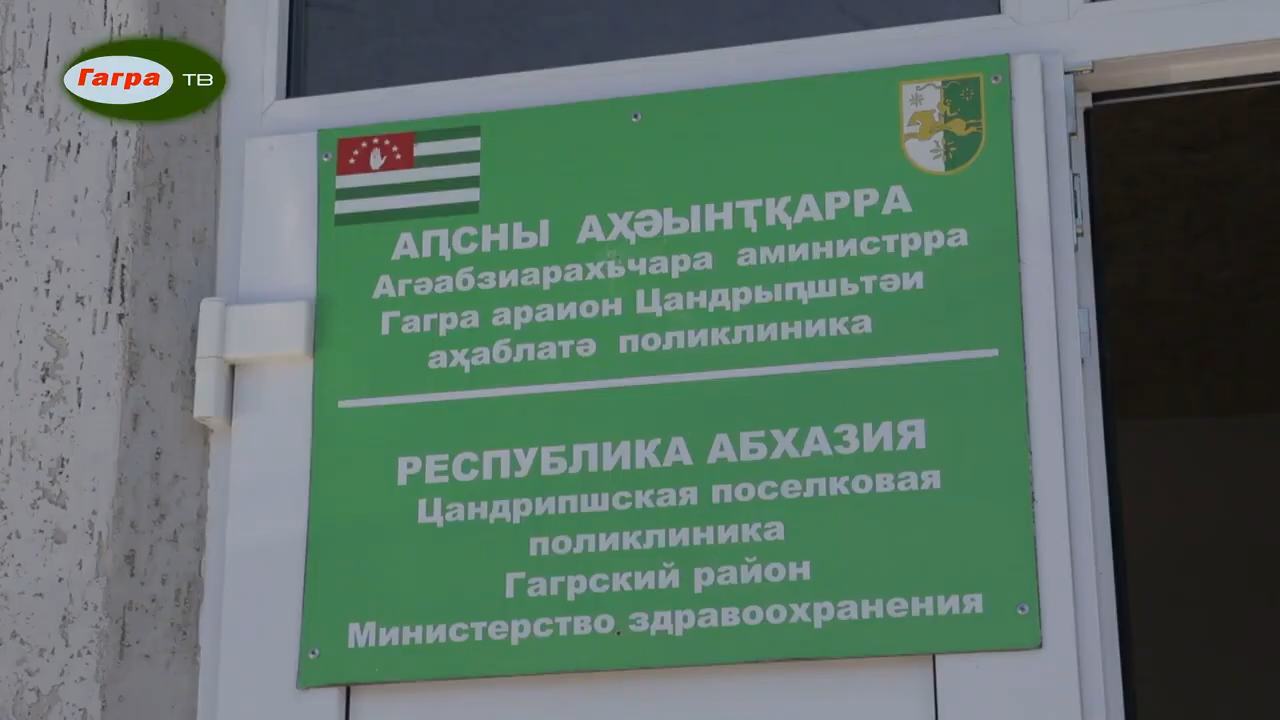 Гагра ТВ
АԤСНЫ АҲӘЫНҬҚАРРА
Агәабзиарахьчара аминистрра
Гагра араион Цандрыԥшьтәи
аҳаблатә поликлиника
РЕСПУБЛИКА АБХАЗИЯ
Цандрипшская поселковая
поликлиника
Гагрский район
Министерство здравоохранения